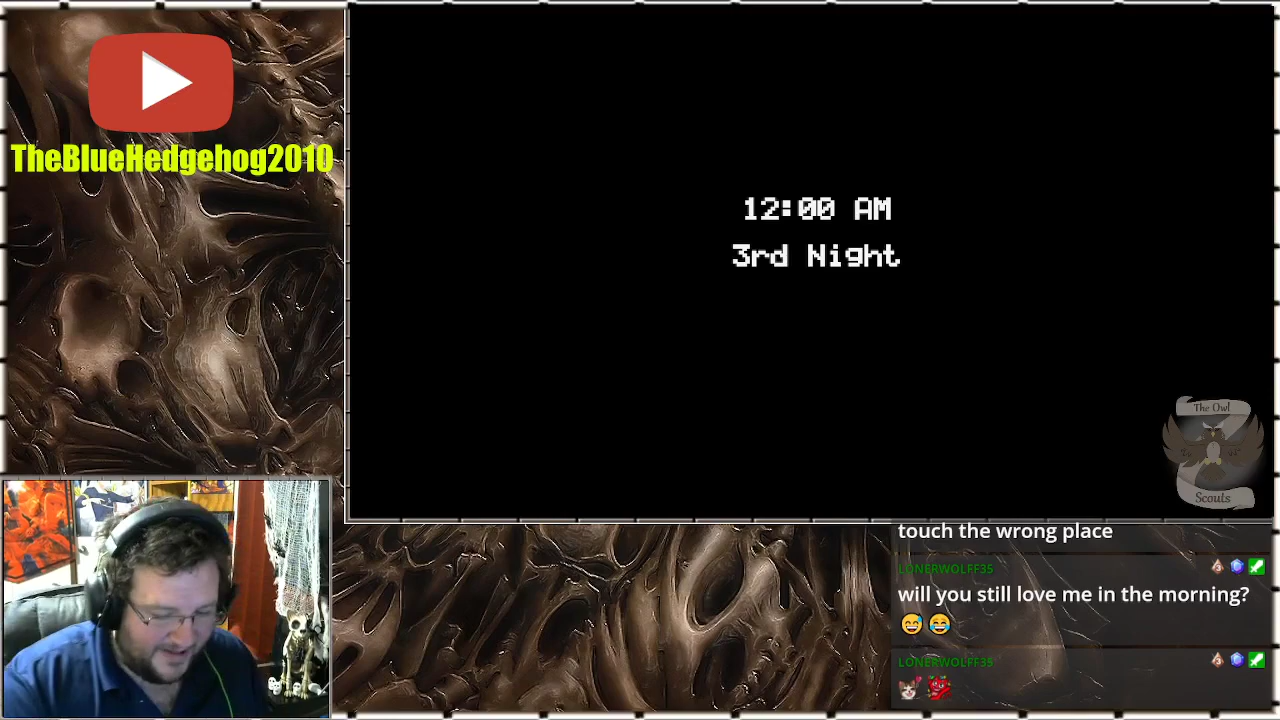 TheBlueHedgehog2010
12:00 AM
3rd Night
The Owl
Scouts
touch the wrong place
LONERWOLFF35
will you still love me in the morning?
LONERWOLFF35